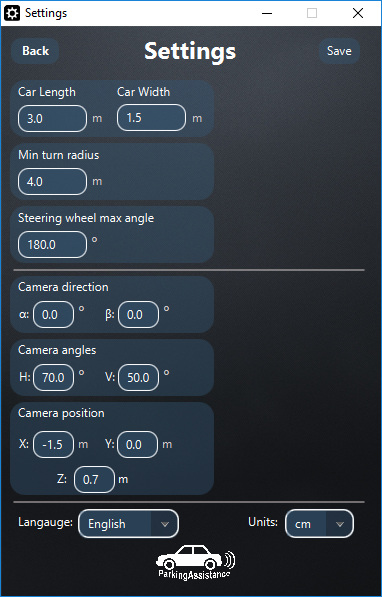 Settings
Back Settings Save
Car Length Car Width
3.0 m 1.5 m
Min turn radius
4.0 m
Steering wheel max angle
180.0 °
Camera direction
α: 0.0 ° β: 0.0 °
Camera angles
H: 70.0 ° V: 50.0 °
Camera position
X: -1.5 m Y: 0.0 m
Z: 0.7 m
Langauge: English Units: cm
ParkingAssistance